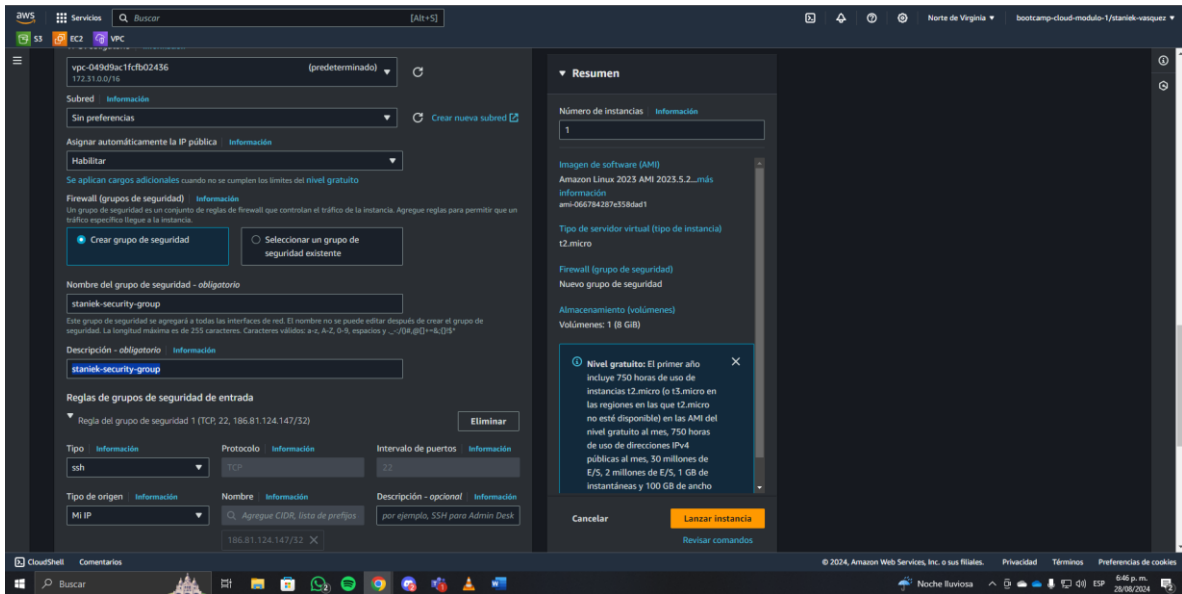 aws Servicios Buscar [Alt+S] Norte de Virginia bootcamp-cloud-modulo-1/staniek-vasquez
S3 EC2 VPC
vpc-049d9ac1fcfb02436 (predeterminado)
172.31.0.0/16
Subred Información
Sin preferencias
Crear nueva subred
Asignar automáticamente la IP pública Información
Habilitar
Se aplican cargos adicionales cuando no se cumplen los límites del nivel gratuito
Firewall (grupos de seguridad) Información
Un grupo de seguridad es un conjunto de reglas de firewall que controlan el tráfico de la instancia. Agregue reglas para permitir que un
tráfico específico llegue a la instancia.
Crear grupo de seguridad
Seleccionar un grupo de
seguridad existente
Nombre del grupo de seguridad - obligatorio
staniek-security-group
Este grupo de seguridad se agregará a todas las interfaces de red. El nombre no se puede editar después de crear el grupo de
seguridad. La longitud máxima es de 255 caracteres. Caracteres válidos: a-z, A-Z, 0-9, espacios y ._-:/()#,@[]+=&;{}!$*
Descripción - obligatorio Información
staniek-security-group
Reglas de grupos de seguridad de entrada
Regla del grupo de seguridad 1 (TCP, 22, 186.81.124.147/32)
Eliminar
Tipo Información Protocolo Información Intervalo de puertos Información
ssh TCP 22
Tipo de origen Información Nombre Información Descripción - opcional Información
Mi IP Agregue CIDR, lista de prefijos por ejemplo, SSH para Admin Desk
186.81.124.147/32
Resumen
Número de instancias Información
1
Imagen de software (AMI)
Amazon Linux 2023 AMI 2023.5.2...más
información
ami-066784287e358dad1
Tipo de servidor virtual (tipo de instancia)
t2.micro
Firewall (grupo de seguridad)
Nuevo grupo de seguridad
Almacenamiento (volúmenes)
Volúmenes: 1 (8 GiB)
Nivel gratuito: El primer año
incluye 750 horas de uso de
instancias t2.micro (o t3.micro en
las regiones en las que t2.micro
no esté disponible) en las AMI del
nivel gratuito al mes, 750 horas
de uso de direcciones IPv4
públicas al mes, 30 millones de
E/S, 2 millones de E/S, 1 GB de
instantáneas y 100 GB de ancho
Cancelar Lanzar instancia
Revisar comandos
CloudShell Comentarios © 2024, Amazon Web Services, Inc. o sus filiales. Privacidad Términos Preferencias de cookies
Buscar Noche lluviosa ESP 6:46 p. m.
28/08/2024